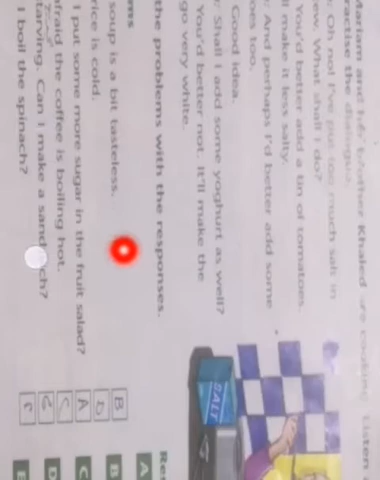 Mariam and her brother Khaled are cooking. Listen
practise the dialogue.
: Oh no! I've put too much salt in
ew. What shall I do?
You'd better add a tin of tomatoes.
ll make it less salty.
: And perhaps I'd better add some
oes too.
Good idea.
: Shall I add some yoghurt as well?
You'd better not. It'll make the
go very white.
the problems with the responses.
ms
soup is a bit tasteless. B
rice is cold. D
I put some more sugar in the fruit salad? A
afraid the coffee is boiling hot. C
tarving. Can I make a sandwich?
I boil the spinach?
SALT
Re
A
B
C
D
E